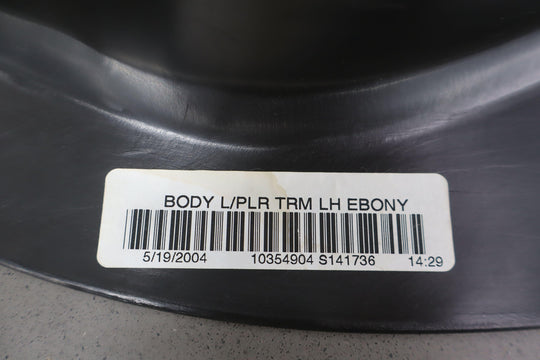 BODY L/PLR TRM LH EBONY
5/19/2004 10354904 S141736 14:29